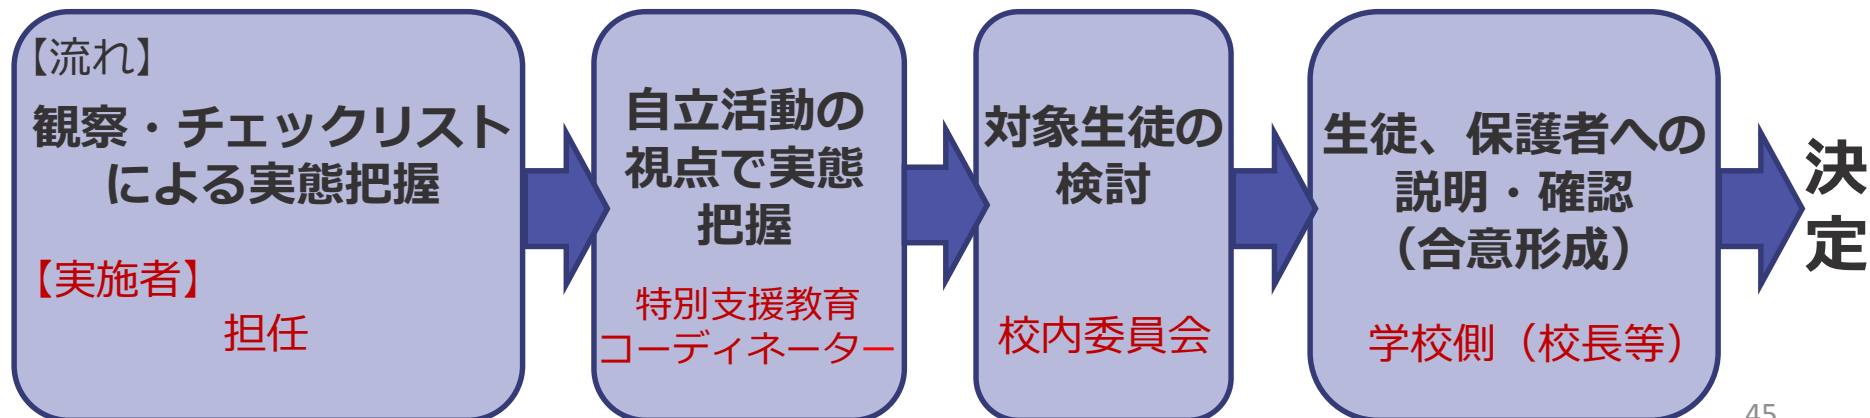 【流れ】
観察・チェックリスト
による実態把握
【実施者】
担任
自立活動の
視点で実態
把握
特別支援教育
コーディネーター
対象生徒の
検討
校内委員会
生徒、保護者への
説明・確認
（合意形成）
学校側（校長等）
決
定
45